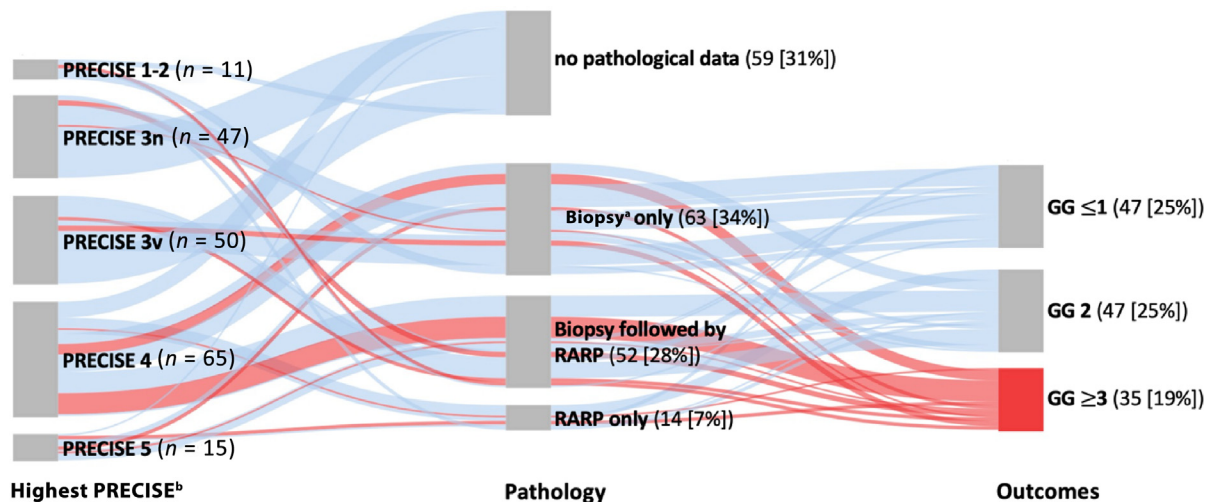 PRECISE 1-2 (n = 11)
PRECISE 3n (n = 47)
PRECISE 3v (n = 50)
PRECISE 4 (n = 65)
PRECISE 5 (n = 15)
Highest PRECISEᵇ
no pathological data (59 [31%])
Biopsyᵃ only (63 [34%])
Biopsy followed by
RARP (52 [28%])
RARP only (14 [7%])
Pathology
GG ≤1 (47 [25%])
GG 2 (47 [25%])
GG ≥3 (35 [19%])
Outcomes